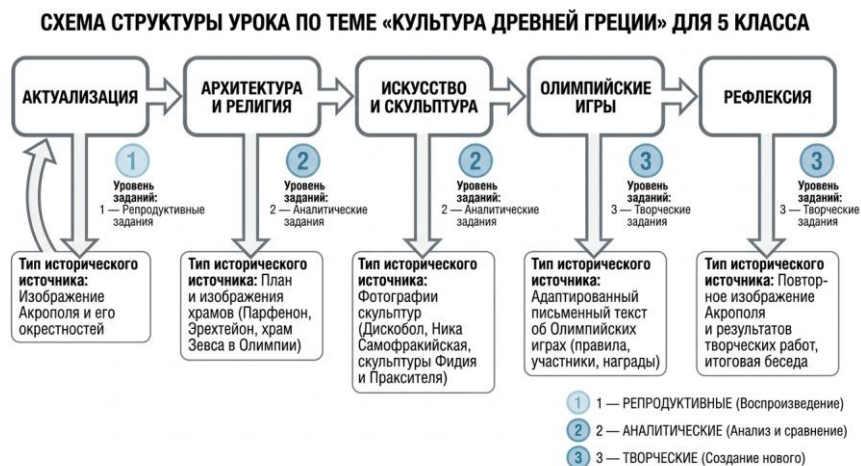 СХЕМА СТРУКТУРЫ УРОКА ПО ТЕМЕ «КУЛЬТУРА ДРЕВНЕЙ ГРЕЦИИ» ДЛЯ 5 КЛАССА
АКТУАЛИЗАЦИЯ
1
Уровень
заданий:
1 — Репродуктивные
задания
Тип исторического
источника:
Изображение
Акрополя и его
окрестностей
АРХИТЕКТУРА
И РЕЛИГИЯ
2
Уровень
заданий:
2 — Аналитические
задания
Тип исторического
источника: План
и изображения
храмов (Парфенон,
Эрехтейон, храм
Зевса в Олимпии)
ИСКУССТВО
И СКУЛЬПТУРА
2
Уровень
заданий:
2 — Аналитические
задания
Тип исторического
источника:
Фотографии
скульптур
(Дискобол, Ника
Самофракийская,
скульптуры Фидия
и Праксителя)
ОЛИМПИЙСКИЕ
ИГРЫ
3
Уровень
заданий:
3 — Творческие
задания
Тип исторического
источника:
Адаптированный
письменный текст
об Олимпийских
играх (правила,
участники, награды)
РЕФЛЕКСИЯ
3
Уровень
заданий:
3 — Творческие
задания
Тип исторического
источника: Повтор-
ное изображение
Акрополя
и результатов
творческих работ,
итоговая беседа
1 1 — РЕПРОДУКТИВНЫЕ (Воспроизведение)
2 2 — АНАЛИТИЧЕСКИЕ (Анализ и сравнение)
3 3 — ТВОРЧЕСКИЕ (Создание нового)